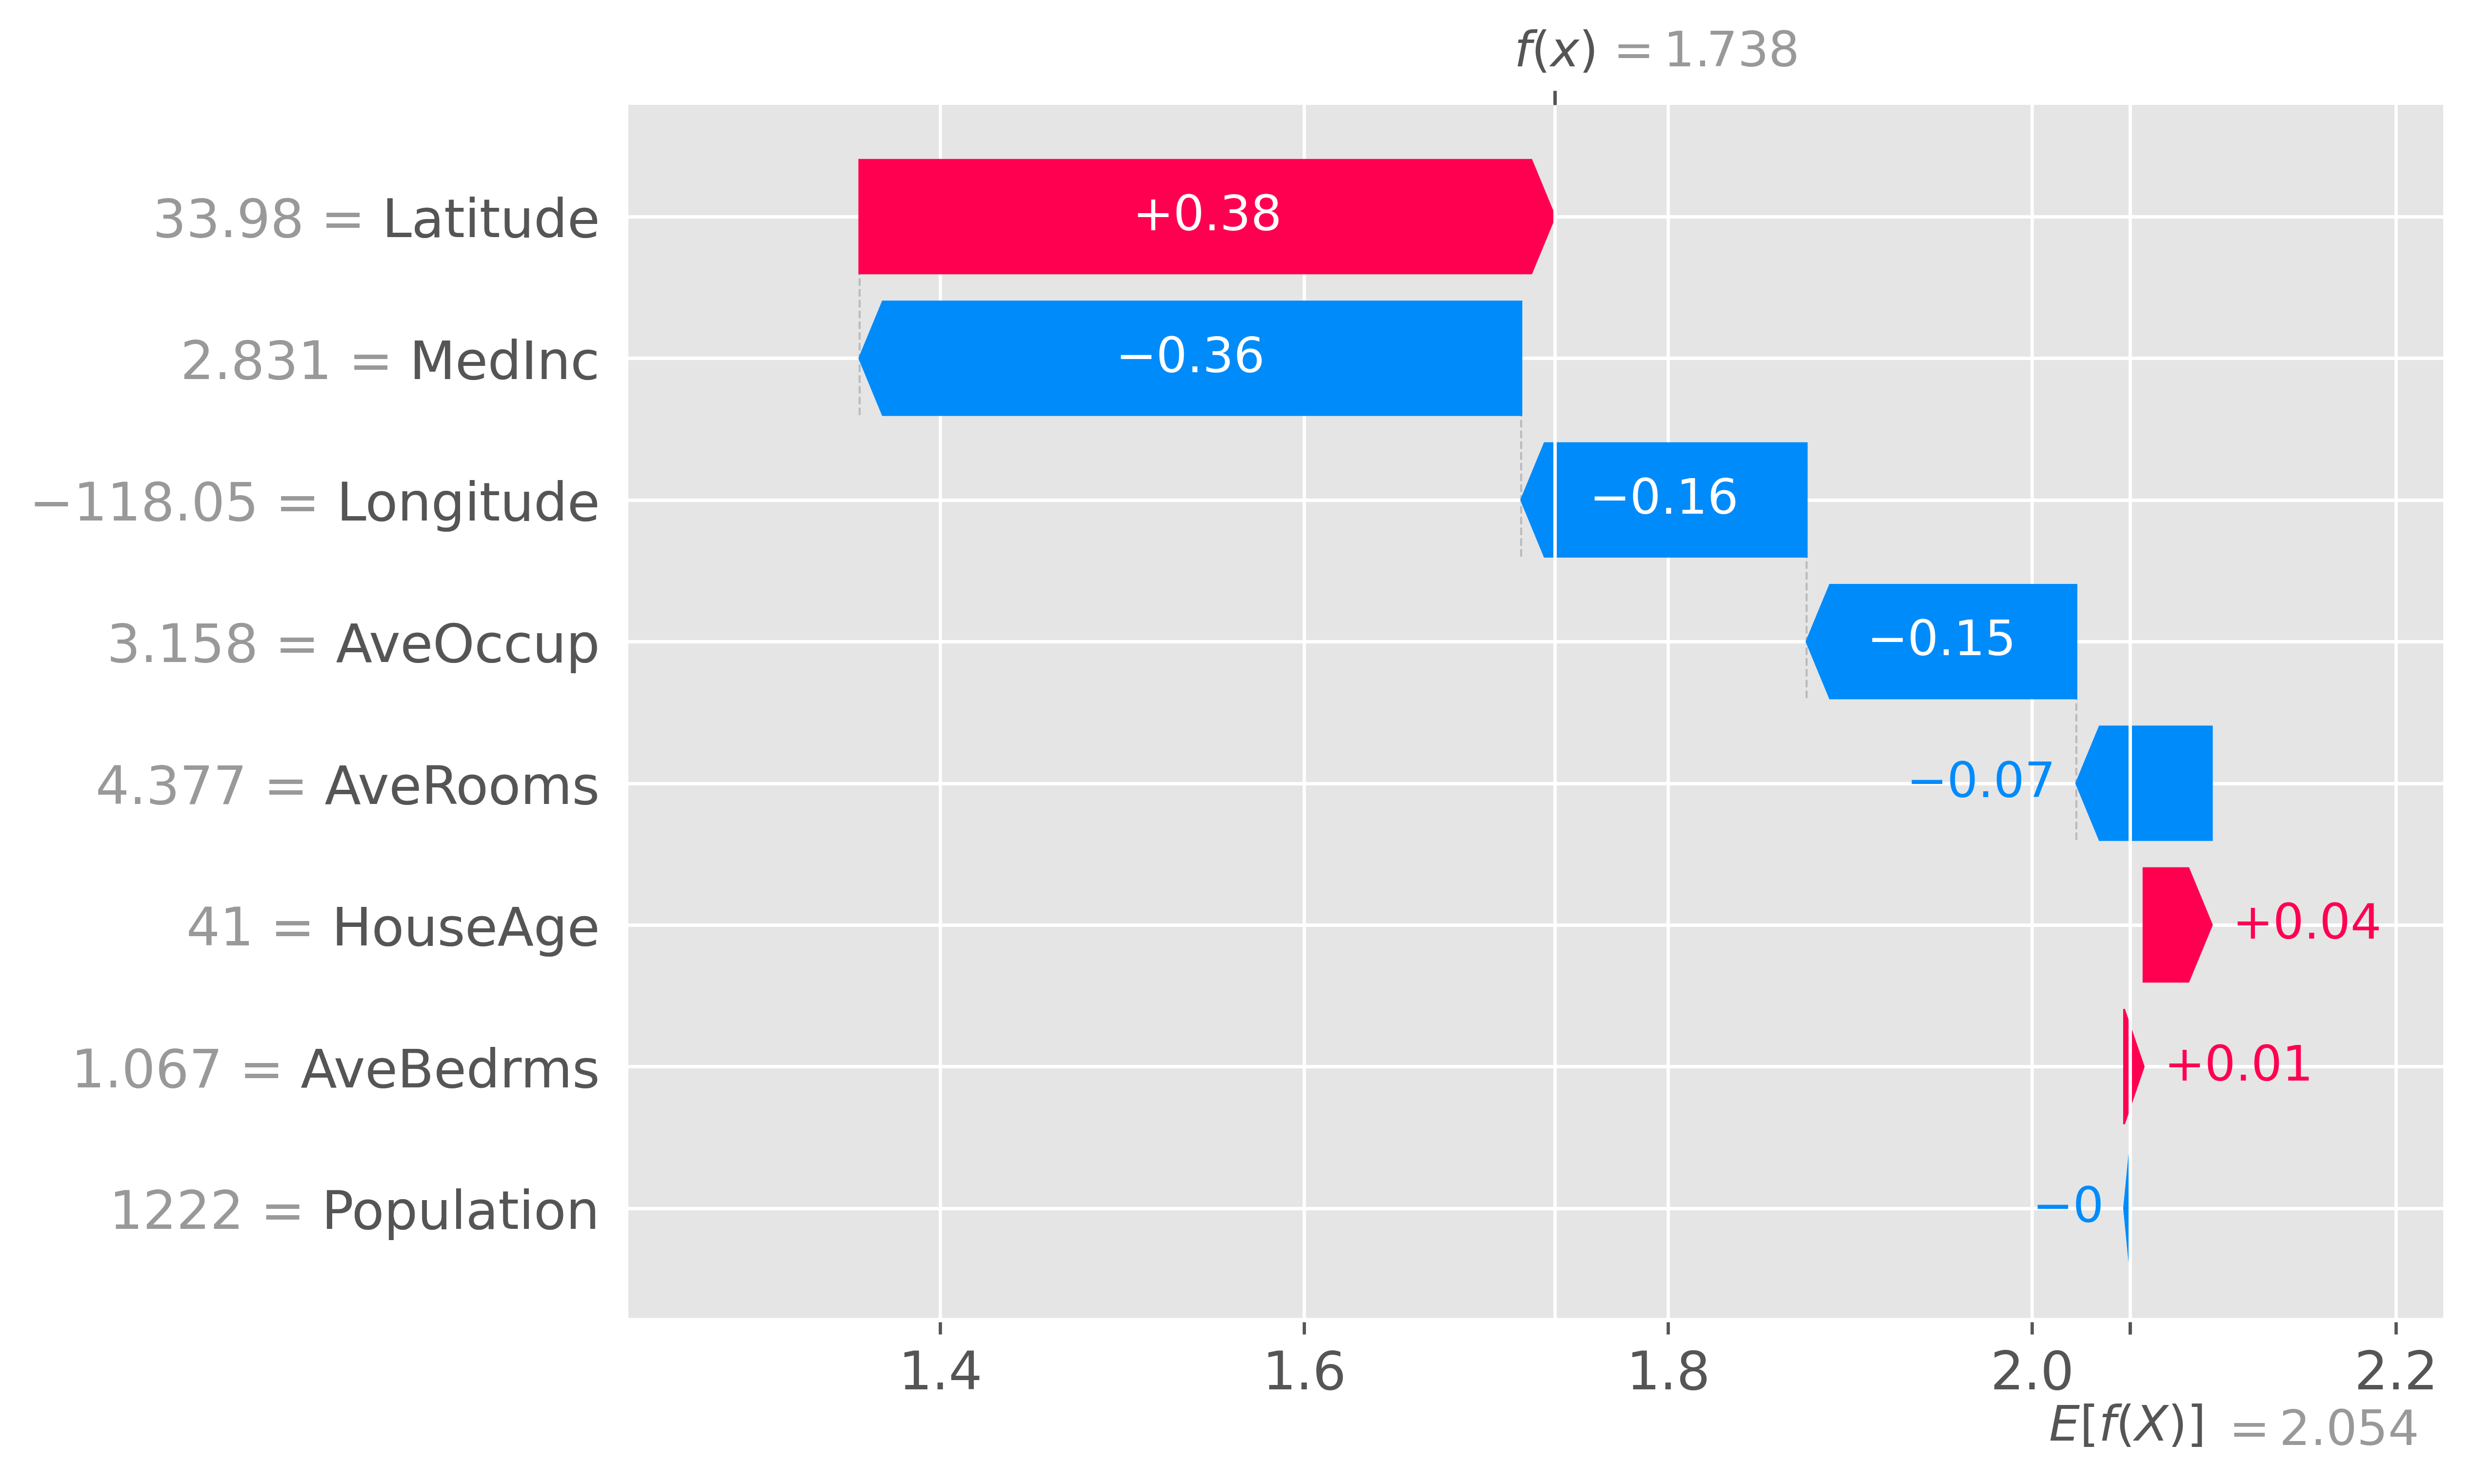 f(x) = 1.738
33.98 = Latitude
+0.38
2.831 = MedInc
−0.36
−118.05 = Longitude
−0.16
3.158 = AveOccup
−0.15
4.377 = AveRooms
−0.07
41 = HouseAge
+0.04
1.067 = AveBedrms
+0.01
1222 = Population
−0
1.4 1.6 1.8 2.0 2.2
E[f(X)] = 2.054